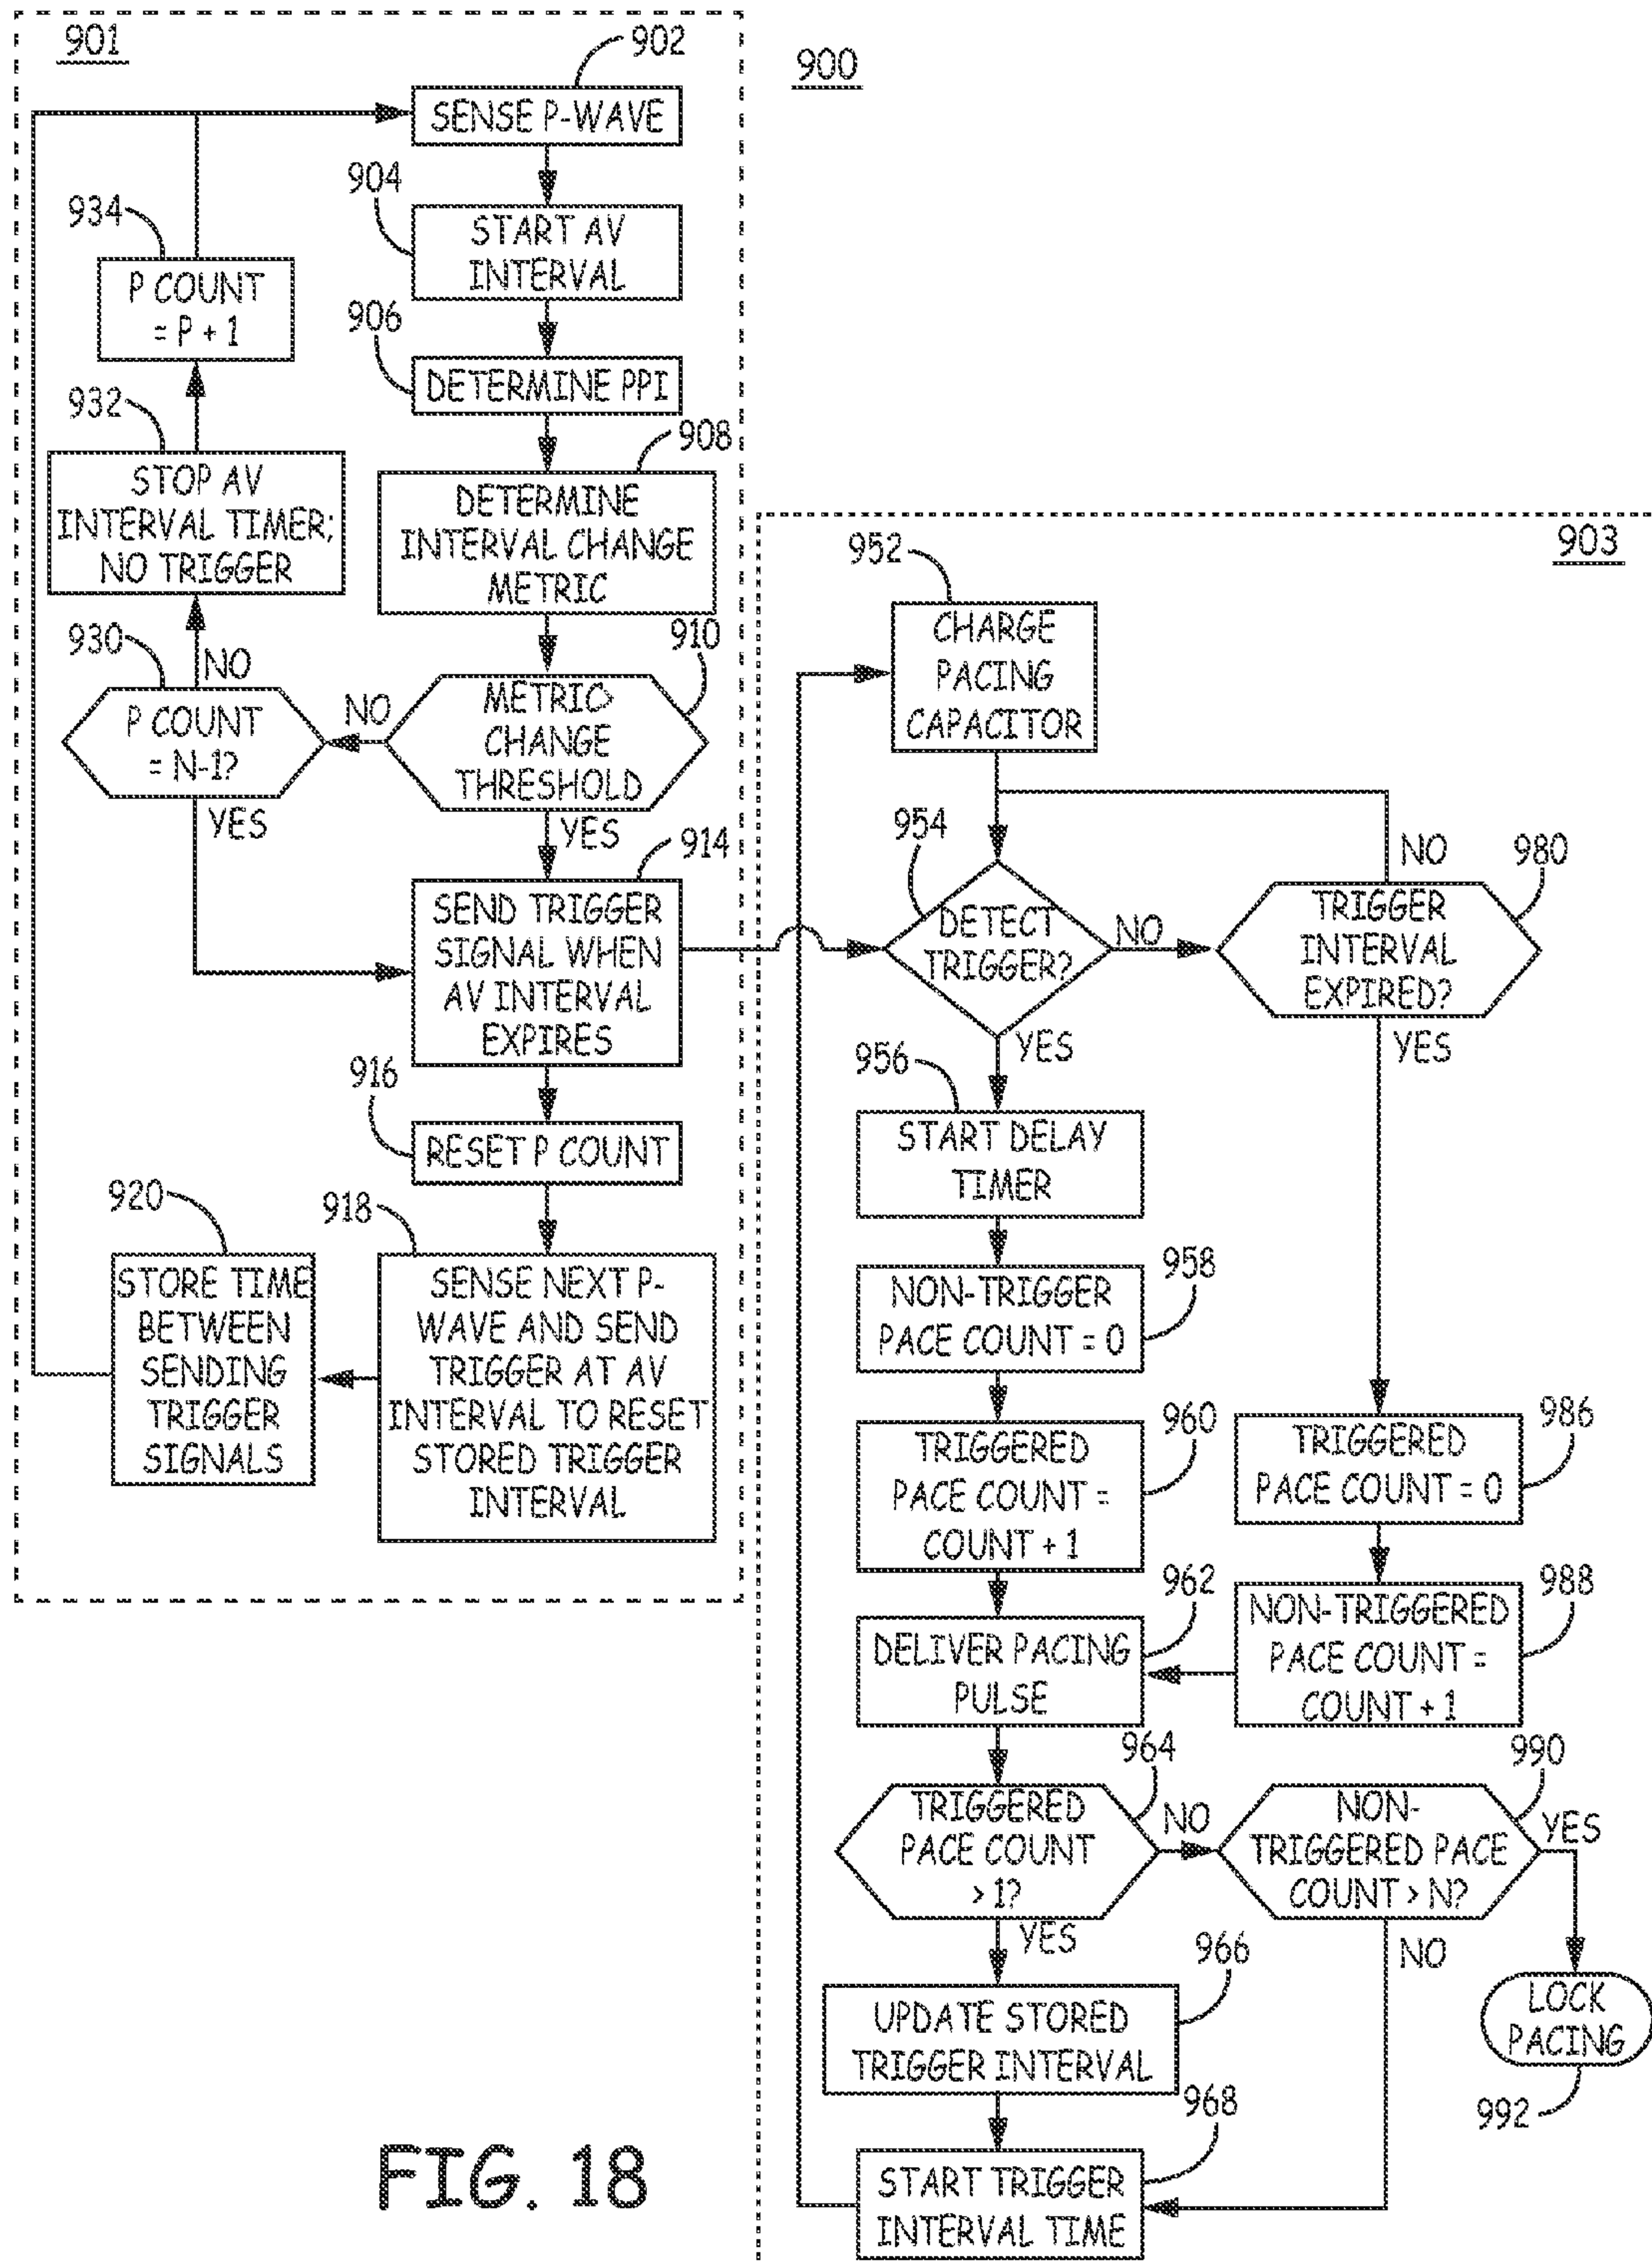 901
902
900
SENSE P-WAVE
904
START AV
INTERVAL
934
P COUNT
= P + 1
906
DETERMINE PPI
932
STOP AV
INTERVAL TIMER;
NO TRIGGER
908
DETERMINE
INTERVAL CHANGE
METRIC
930
NO
P COUNT
= N-1?
YES
NO
910
METRIC>
CHANGE
THRESHOLD
YES
914
SEND TRIGGER
SIGNAL WHEN
AV INTERVAL
EXPIRES
916
RESET P COUNT
918
SENSE NEXT P-
WAVE AND SEND
TRIGGER AT AV
INTERVAL TO RESET
STORED TRIGGER
INTERVAL
920
STORE TIME
BETWEEN
SENDING
TRIGGER
SIGNALS
903
952
CHARGE
PACING
CAPACITOR
954
DETECT
TRIGGER?
NO
YES
980
NO
TRIGGER
INTERVAL
EXPIRED?
YES
956
START DELAY
TIMER
958
NON-TRIGGER
PACE COUNT = 0
960
TRIGGERED
PACE COUNT =
COUNT + 1
986
TRIGGERED
PACE COUNT = 0
962
DELIVER PACING
PULSE
988
NON-TRIGGERED
PACE COUNT =
COUNT + 1
964
TRIGGERED
PACE COUNT
> 1?
NO
YES
990
NON-
TRIGGERED PACE
COUNT > N?
YES
NO
966
UPDATE STORED
TRIGGER INTERVAL
LOCK
PACING
992
968
START TRIGGER
INTERVAL TIME
FIG. 18